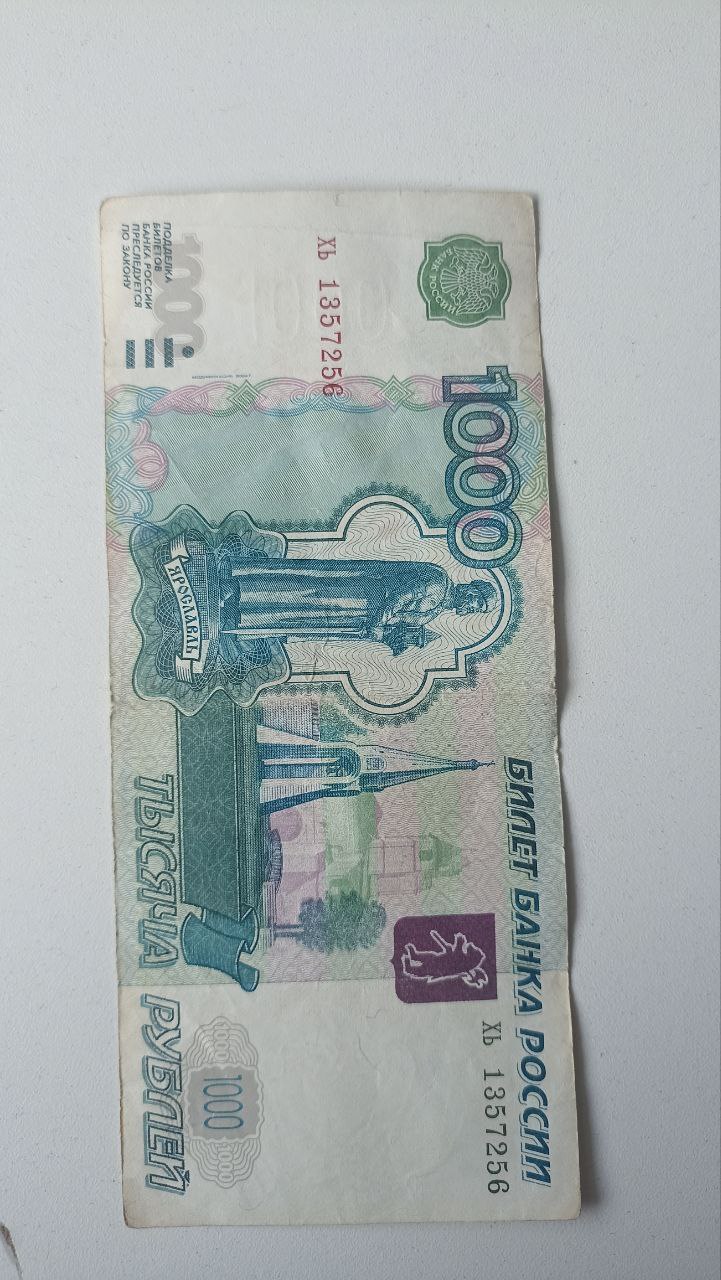 БАНК РОССИИ
БИЛЕТ БАНКА РОССИИ
1000
ХЬ 1357256
ХЬ 1357256
ПОДДЕЛКА
БИЛЕТОВ
БАНКА РОССИИ
ПРЕСЛЕДУЕТСЯ
ПО ЗАКОНУ
1000
ЯРОСЛАВЛЬ
ТЫСЯЧА РУБЛЕЙ
1000